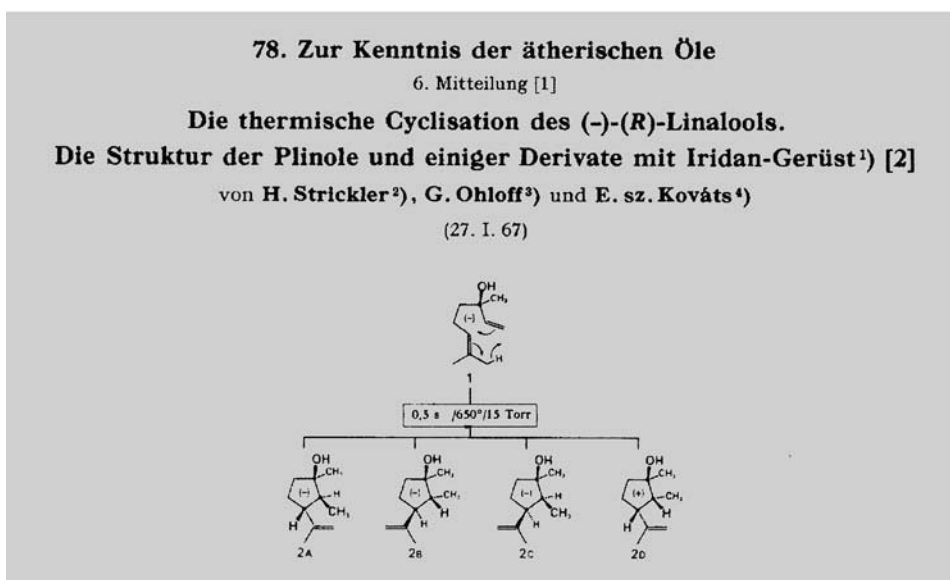 78. Zur Kenntnis der ätherischen Öle
6. Mitteilung [1]
Die thermische Cyclisation des (–)-(R)-Linalools.
Die Struktur der Plinole und einiger Derivate mit Iridan-Gerüst¹) [2]
von H. Strickler²), G. Ohloff³) und E. sz. Kováts⁴)
(27. I. 67)
OH
CH₃
(–)
H
1
0,5 s /650°/15 Torr
OH OH OH OH
CH₃ CH₃ CH₃ CH₃
(–) H (–) CH₃ (–) H (+) CH₃
H CH₃ H H H CH₃ H H
2A 2B 2C 2D